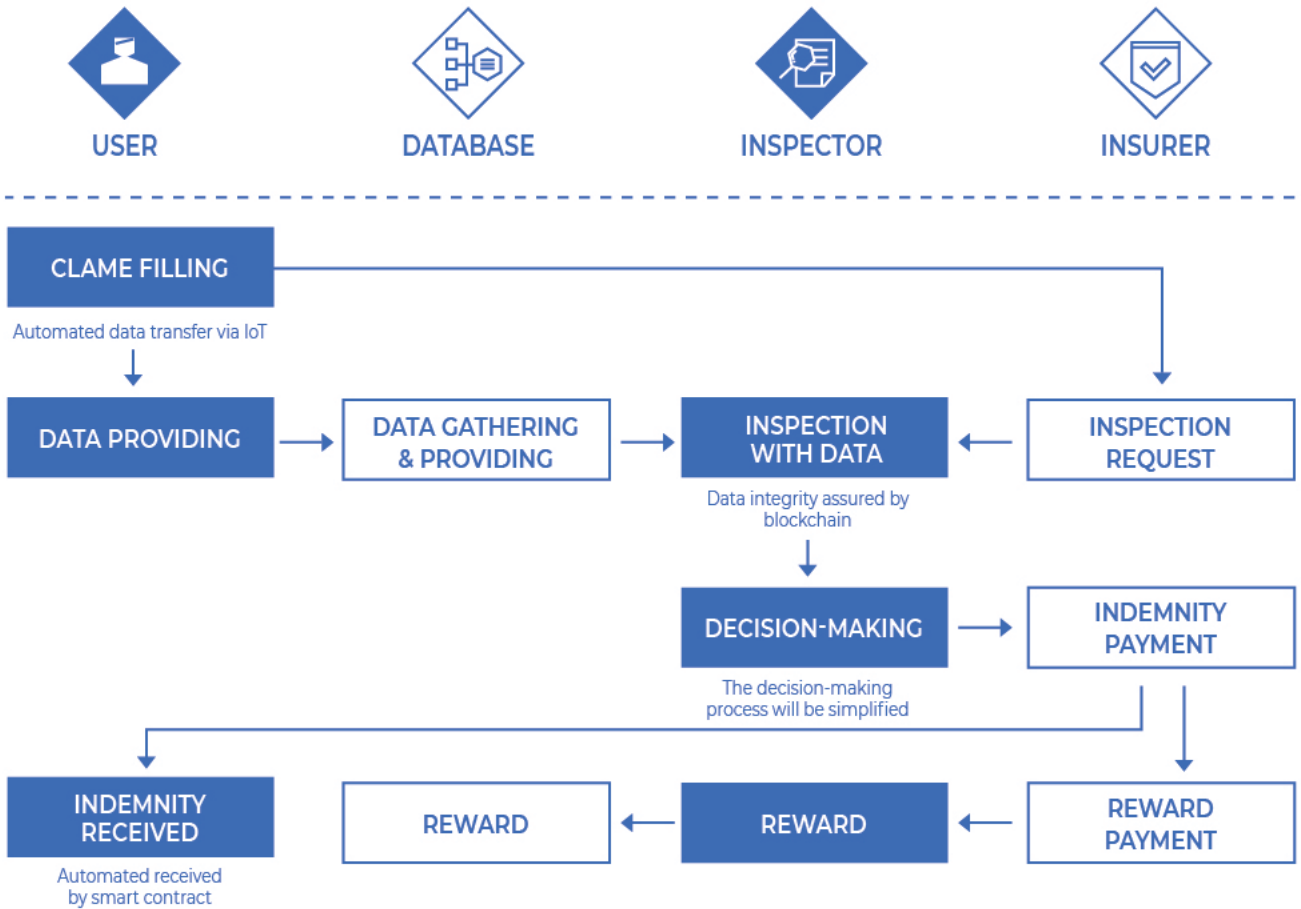 USER
DATABASE
INSPECTOR
INSURER
CLAME FILLING
Automated data transfer via IoT
DATA PROVIDING
DATA GATHERING
& PROVIDING
INSPECTION
WITH DATA
INSPECTION
REQUEST
Data integrity assured by
blockchain
DECISION-MAKING
INDEMNITY
PAYMENT
The decision-making
process will be simplified
INDEMNITY
RECEIVED
REWARD
REWARD
REWARD
PAYMENT
Automated received
by smart contract